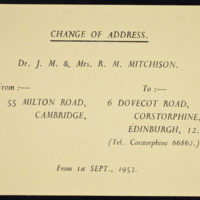 CHANGE OF ADDRESS.
Dr. J. M. & Mrs. R. M. MITCHISON.
From :—
To :—
55 MILTON ROAD,
CAMBRIDGE,
6 DOVECOT ROAD,
CORSTORPHINE,
EDINBURGH, 12.
(Tel. Corstorphine 66862.)
From 1st SEPT., 1953.